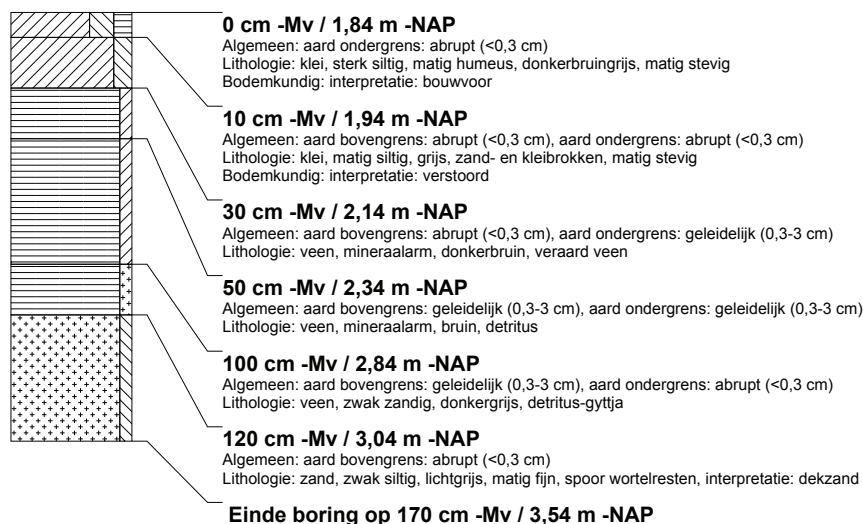 0 cm -Mv / 1,84 m -NAP
Algemeen: aard ondergrens: abrupt (<0,3 cm)
Lithologie: klei, sterk siltig, matig humeus, donkerbruingrijs, matig stevig
Bodemkundig: interpretatie: bouwvoor
10 cm -Mv / 1,94 m -NAP
Algemeen: aard bovengrens: abrupt (<0,3 cm), aard ondergrens: abrupt (<0,3 cm)
Lithologie: klei, matig siltig, grijs, zand- en kleibrokken, matig stevig
Bodemkundig: interpretatie: verstoord
30 cm -Mv / 2,14 m -NAP
Algemeen: aard bovengrens: abrupt (<0,3 cm), aard ondergrens: geleidelijk (0,3-3 cm)
Lithologie: veen, mineraalarm, donkerbruin, veraard veen
50 cm -Mv / 2,34 m -NAP
Algemeen: aard bovengrens: geleidelijk (0,3-3 cm), aard ondergrens: geleidelijk (0,3-3 cm)
Lithologie: veen, mineraalarm, bruin, detritus
100 cm -Mv / 2,84 m -NAP
Algemeen: aard bovengrens: geleidelijk (0,3-3 cm), aard ondergrens: abrupt (<0,3 cm)
Lithologie: veen, zwak zandig, donkergrijs, detritus-gyttja
120 cm -Mv / 3,04 m -NAP
Algemeen: aard bovengrens: abrupt (<0,3 cm)
Lithologie: zand, zwak siltig, lichtgrijs, matig fijn, spoor wortelresten, interpretatie: dekzand
Einde boring op 170 cm -Mv / 3,54 m -NAP